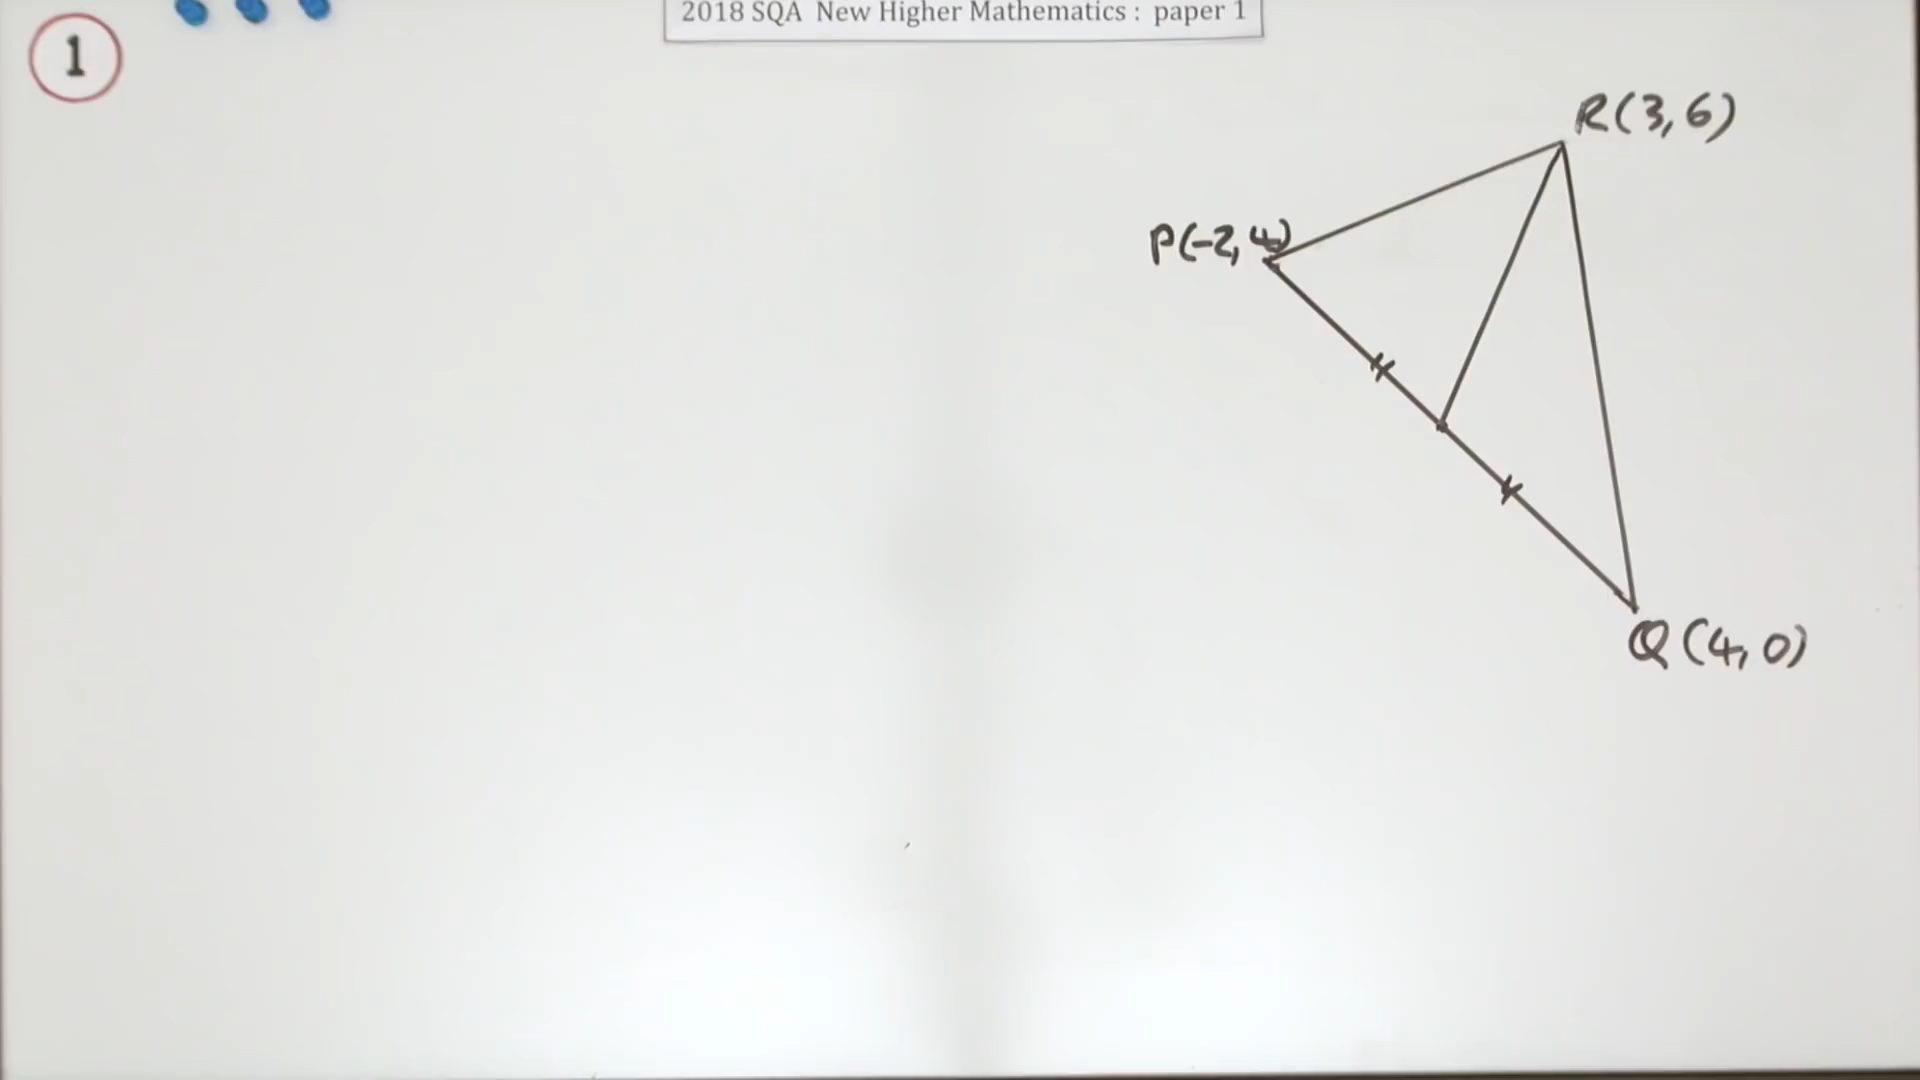 2018 SQA New Higher Mathematics : paper 1
1
R(3,6)
P(-2,4)
Q(4,0)